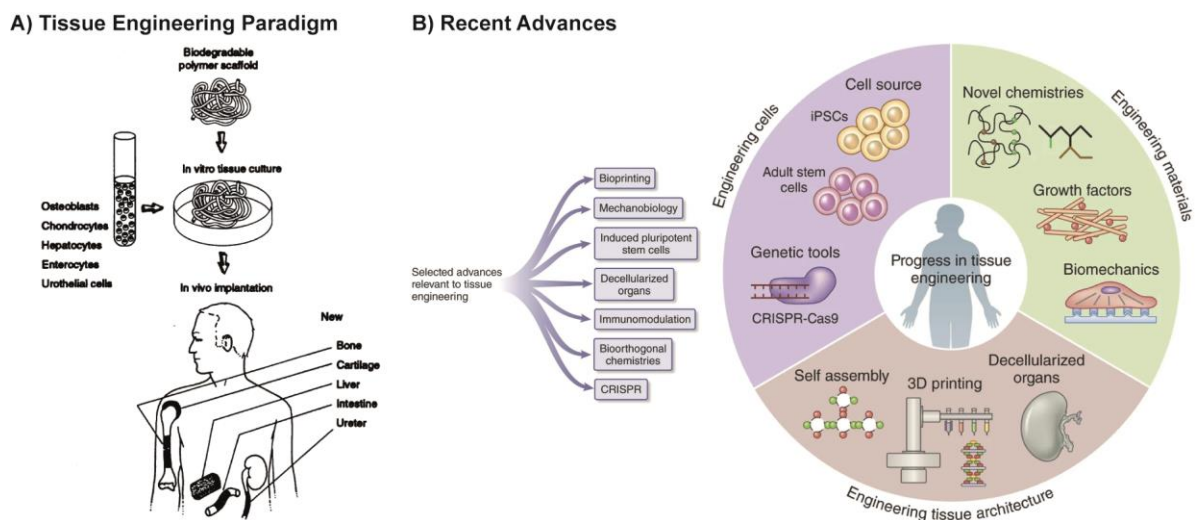 A) Tissue Engineering Paradigm
Biodegradable
polymer scaffold
In vitro tissue culture
Osteoblasts
Chondrocytes
Hepatocytes
Enterocytes
Urothelial cells
In vivo implantation
New
Bone
Cartilage
Liver
Intestine
Ureter
B) Recent Advances
Selected advances
relevant to tissue
engineering
Bioprinting
Mechanobiology
Induced pluripotent
stem cells
Decellularized
organs
Immunomodulation
Bioorthogonal
chemistries
CRISPR
Engineering cells
Cell source
iPSCs
Adult stem
cells
Genetic tools
CRISPR-Cas9
Engineering materials
Novel chemistries
Growth factors
Biomechanics
Progress in tissue
engineering
Self assembly
3D printing
Decellularized
organs
Engineering tissue architecture